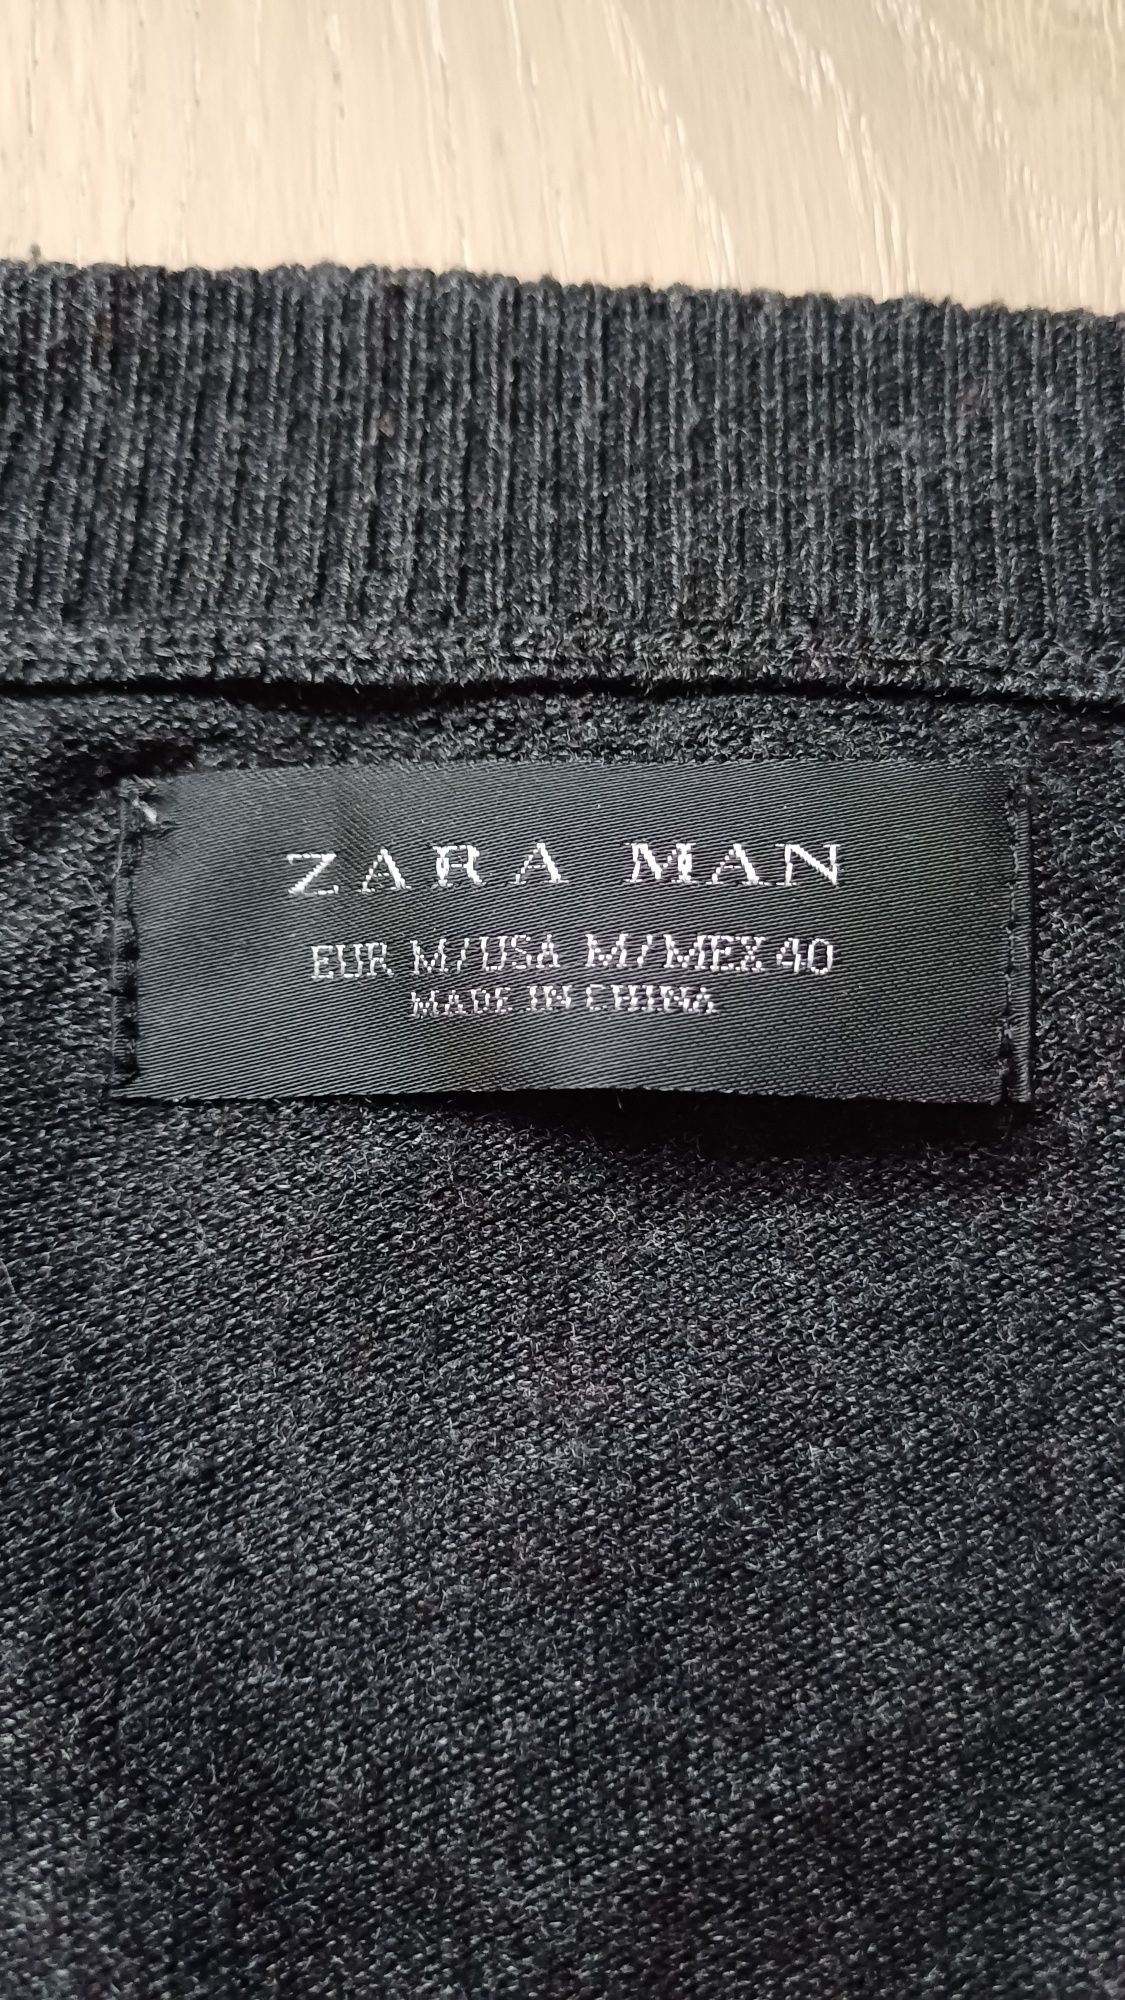 ZARA MAN
EUR M/USA M/MEX 40
MADE IN CHINA